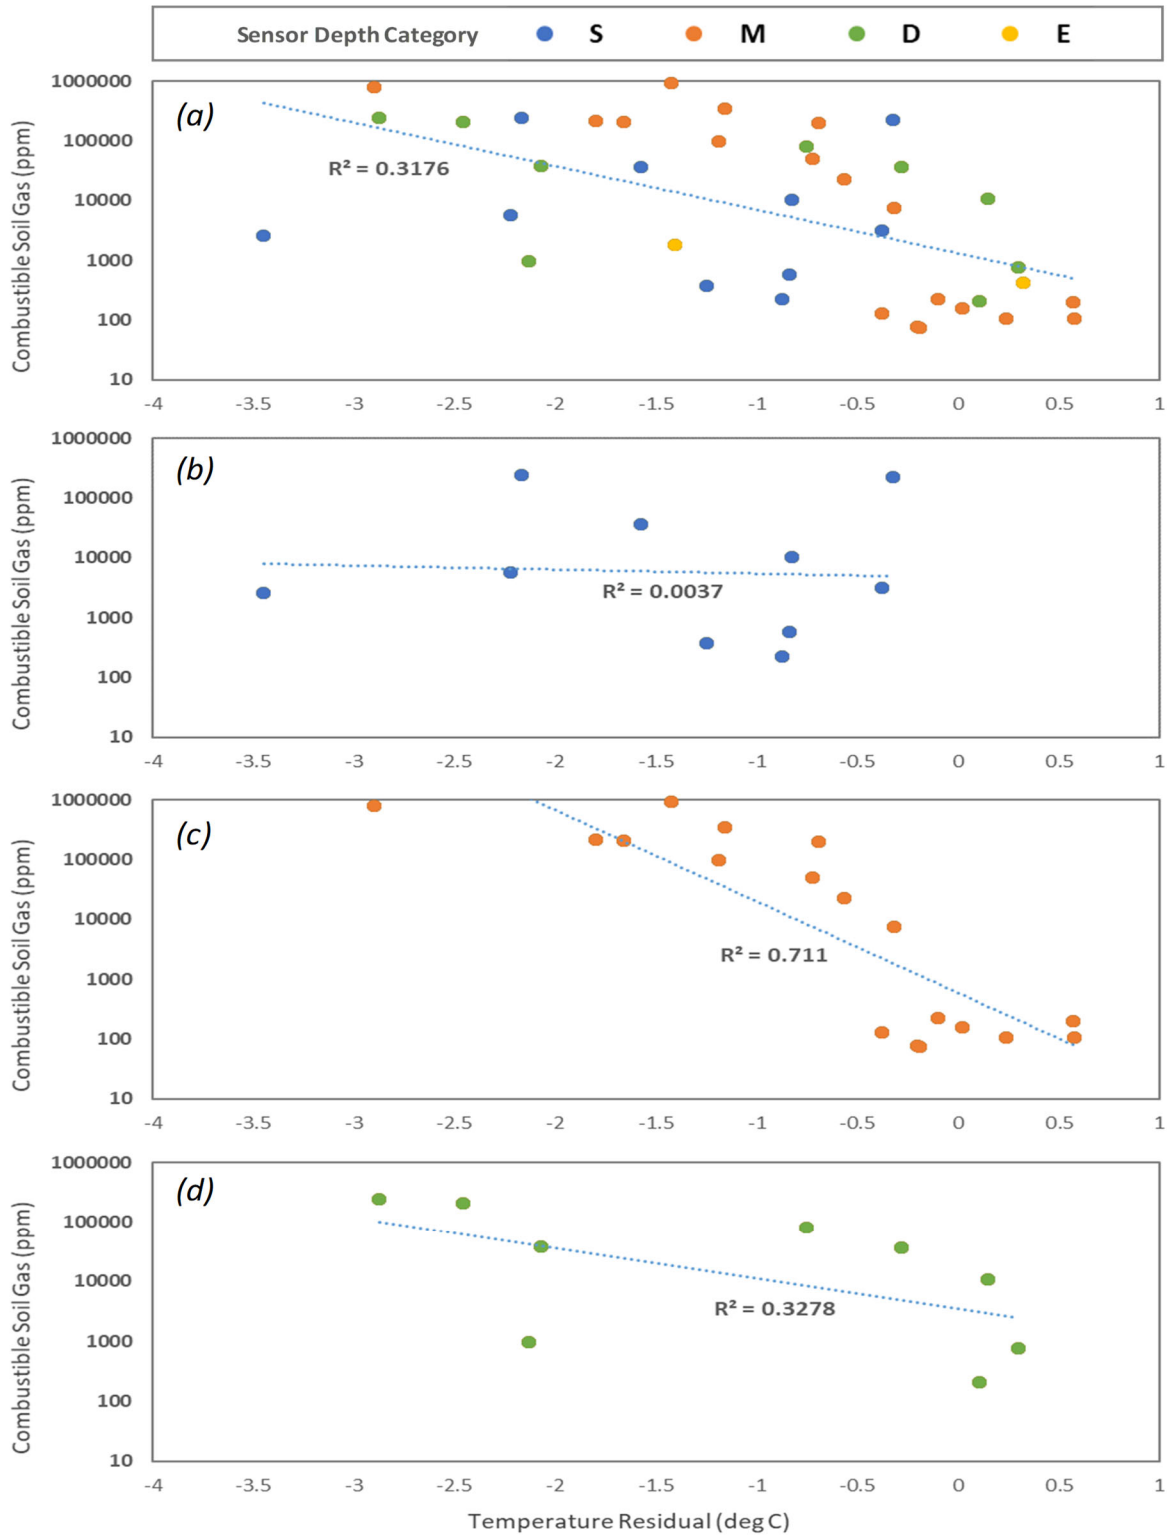 Sensor Depth Category S M D E
(a)
Combustible Soil Gas (ppm)
1000000
100000
10000
1000
100
10
R² = 0.3176
-4 -3.5 -3 -2.5 -2 -1.5 -1 -0.5 0 0.5 1
(b)
Combustible Soil Gas (ppm)
1000000
100000
10000
1000
100
10
R² = 0.0037
-4 -3.5 -3 -2.5 -2 -1.5 -1 -0.5 0 0.5 1
(c)
Combustible Soil Gas (ppm)
1000000
100000
10000
1000
100
10
R² = 0.711
-4 -3.5 -3 -2.5 -2 -1.5 -1 -0.5 0 0.5 1
(d)
Combustible Soil Gas (ppm)
1000000
100000
10000
1000
100
10
R² = 0.3278
-4 -3.5 -3 -2.5 -2 -1.5 -1 -0.5 0 0.5 1
Temperature Residual (deg C)